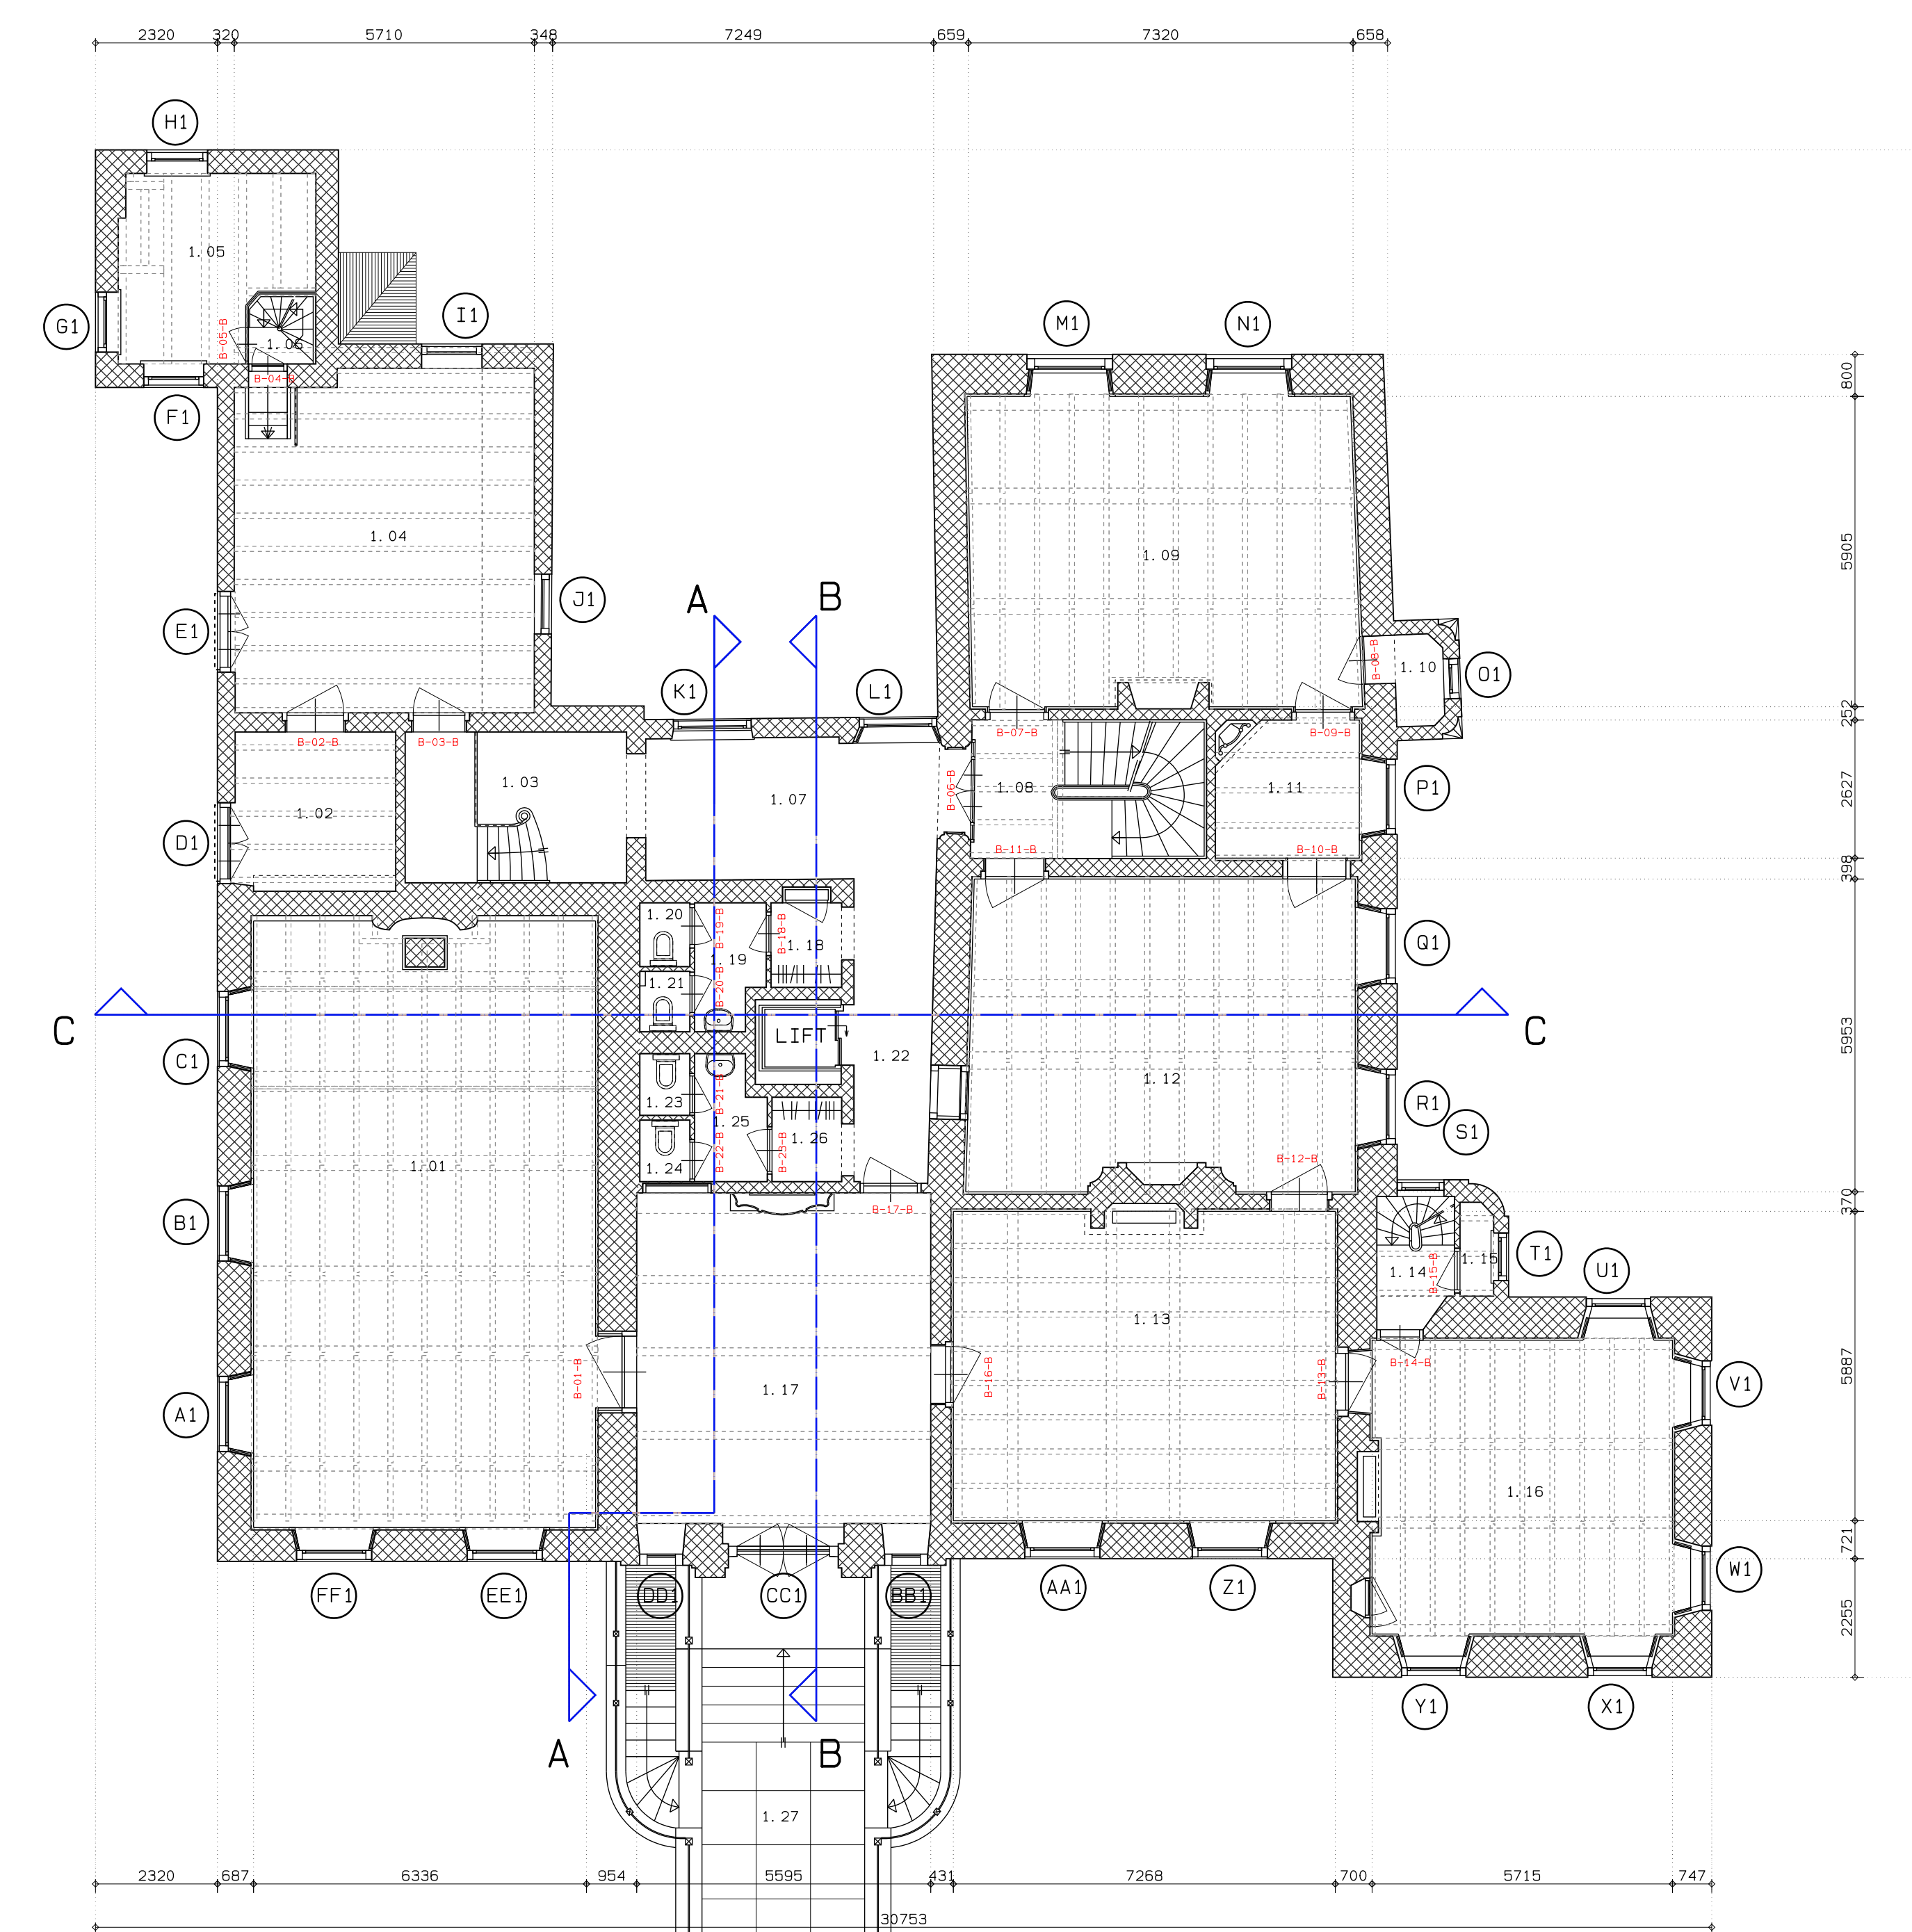 2320 320 5710 348 7249 659 7320 658
H1
1.05
G1
I1
M1
N1
B-05-B
1.06
B-04-B
800
F1
1.04
1.09
5905
A
B
J1
E1
B-08-B
1.10
O1
K1
L1
252
B-02-B
B-03-B
B-07-B
B-09-B
1.03
1.07
B-06-B
1.08
1.11
P1
2627
1.02
D1
B-11-B
B-10-B
398
1.20
B-19-B
B-18-B
1.18
Q1
1.19
1.21
B-20-B
C
LIFT
C
5953
C1
1.22
1.12
1.23
B-21-B
R1
1.25
S1
1.26
B-22-B
B-23-B
1.24
1.01
B-12-B
370
B1
B-17-B
T1
1.15
1.14
B-15-B
U1
1.13
B-01-B
1.17
B-16-B
B-13-B
B-14-B
5887
V1
A1
1.16
721
W1
FF1
EE1
DD1
CC1
BB1
AA1
Z1
2255
Y1
X1
A
B
1.27
2320 687 6336 954 5595 431 7268 700 5715 747
30753